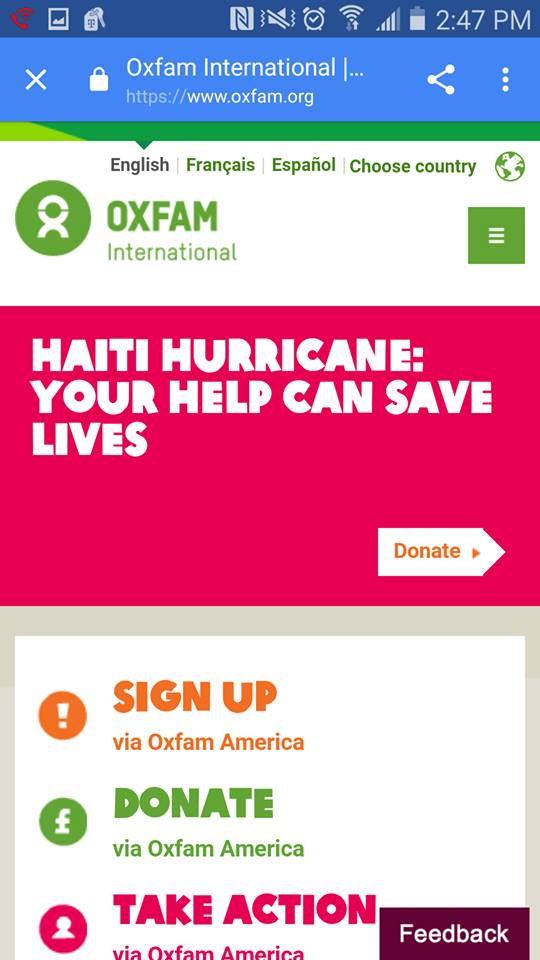 2:47 PM
Oxfam International |...
https://www.oxfam.org
English | Français | Español | Choose country
OXFAM
International
HAITI HURRICANE:
YOUR HELP CAN SAVE
LIVES
Donate
SIGN UP
via Oxfam America
£
DONATE
via Oxfam America
TAKE ACTION
via Oxfam America
Feedback